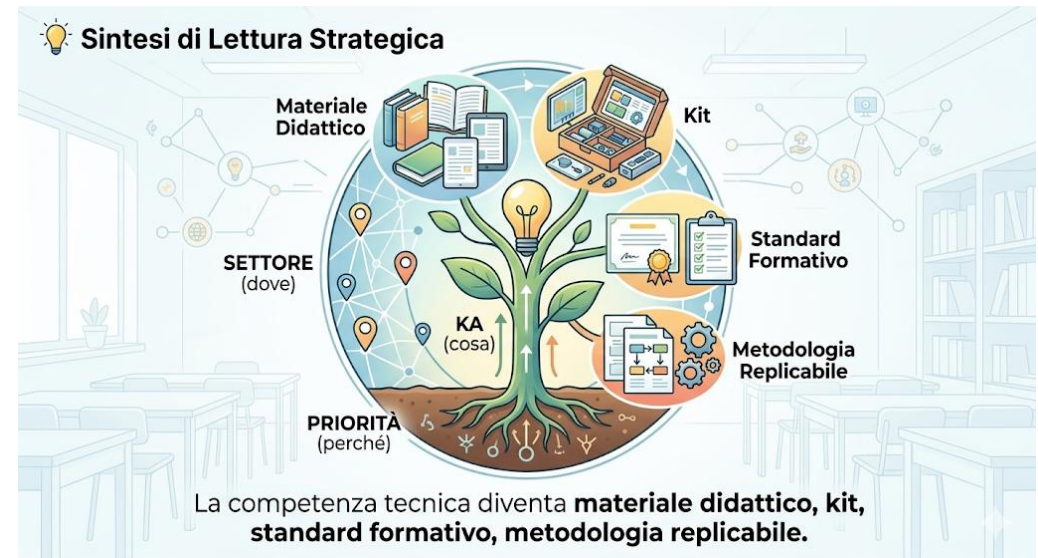 Sintesi di Lettura Strategica
Materiale
Didattico
Kit
SETTORE
(dove)
Standard
Formativo
KA
(cosa)
Metodologia
Replicabile
PRIORITÀ
(perché)
La competenza tecnica diventa materiale didattico, kit,
standard formativo, metodologia replicabile.